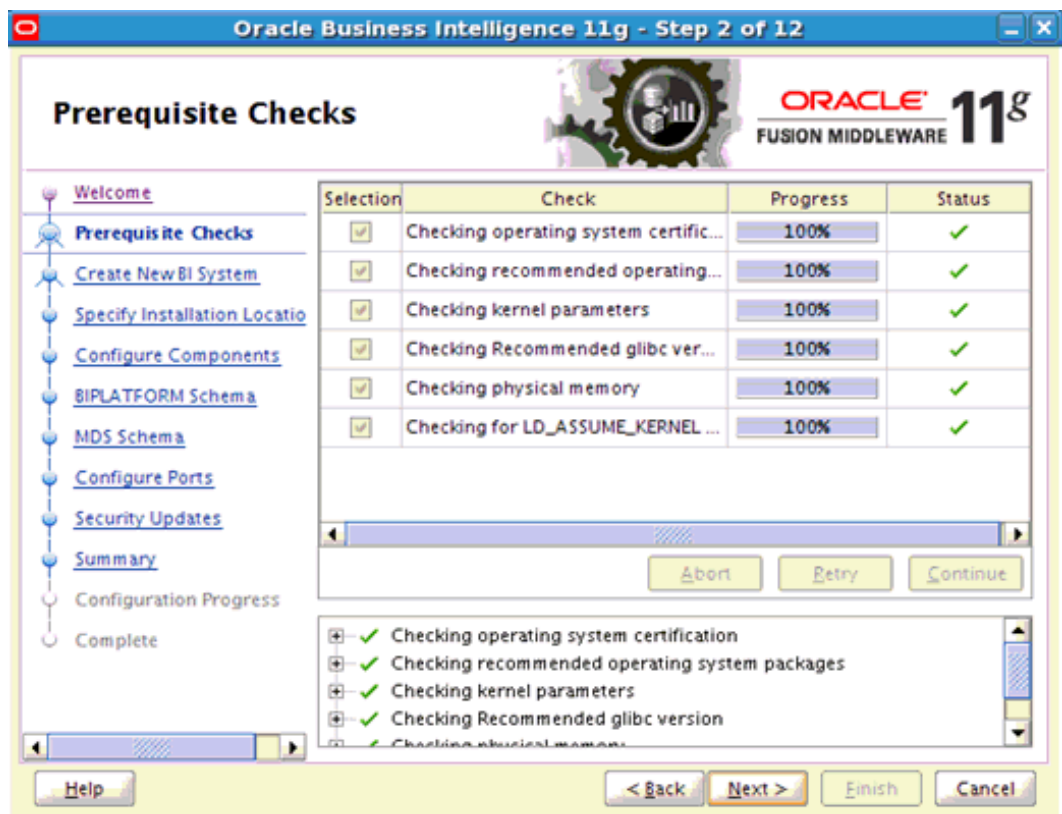 Oracle Business Intelligence 11g - Step 2 of 12
Prerequisite Checks
ORACLE
FUSION MIDDLEWARE 11g
Welcome
Prerequisite Checks
Create New BI System
Specify Installation Locatio
Configure Components
BIPLATFORM Schema
MDS Schema
Configure Ports
Security Updates
Summary
Configuration Progress
Complete
Selection Check Progress Status
Checking operating system certific... 100%
Checking recommended operating... 100%
Checking kernel parameters 100%
Checking Recommended glibc ver... 100%
Checking physical memory 100%
Checking for LD_ASSUME_KERNEL ... 100%
Abort Retry Continue
Checking operating system certification
Checking recommended operating system packages
Checking kernel parameters
Checking Recommended glibc version
Checking physical memory
Help < Back Next > Finish Cancel